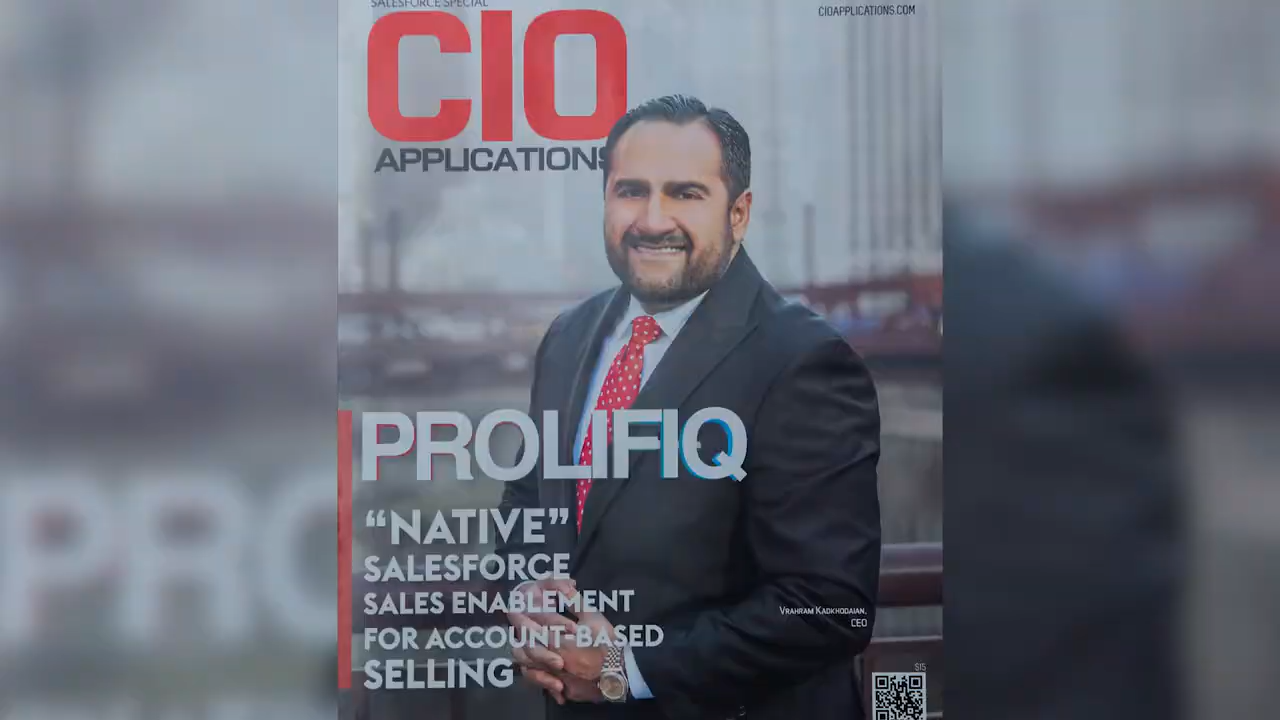 SALESFORCE SPECIAL
CIOAPPLICATIONS.COM
CIO
APPLICATIONS
PROLIFIQ
“NATIVE”
SALESFORCE
SALES ENABLEMENT
FOR ACCOUNT-BASED
SELLING
VRAHRAM KADKHODAIAN,
CEO
$15
PRO